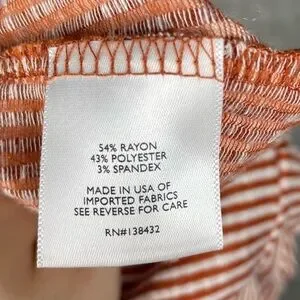 54% RAYON
43% POLYESTER
3% SPANDEX
MADE IN USA OF
IMPORTED FABRICS
SEE REVERSE FOR CARE
RN#138432